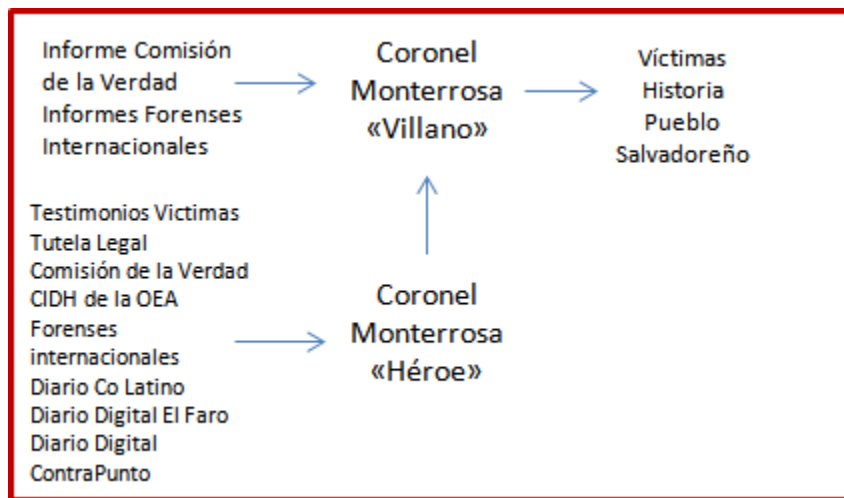 Informe Comisión
de la Verdad
Informes Forenses
Internacionales
Coronel
Monterrosa
«Villano»
Víctimas
Historia
Pueblo
Salvadoreño
Testimonios Victimas
Tutela Legal
Comisión de la Verdad
CIDH de la OEA
Forenses
internacionales
Diario Co Latino
Diario Digital El Faro
Diario Digital
ContraPunto
Coronel
Monterrosa
«Héroe»